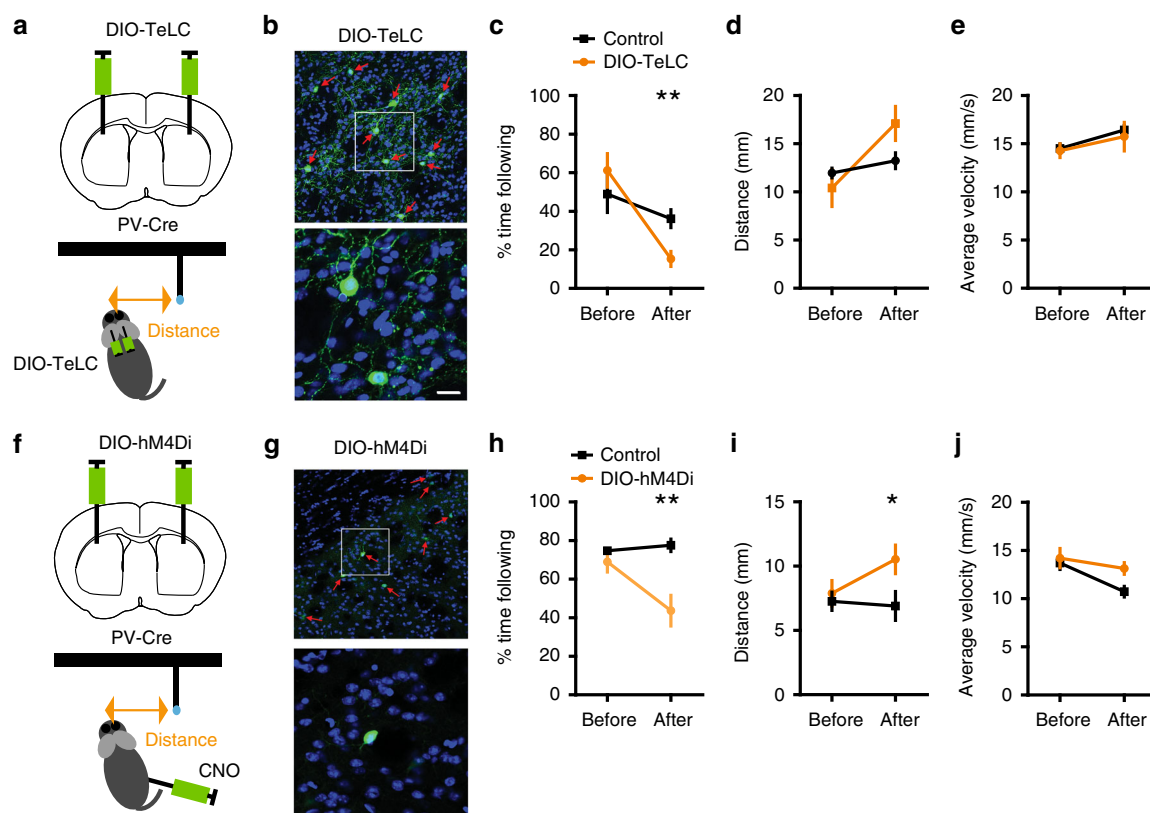 a
DIO-TeLC
PV-Cre
Distance
DIO-TeLC
b
DIO-TeLC
c
Control
DIO-TeLC
**
% time following
100
80
60
40
20
0
Before
After
d
Distance (mm)
20
15
10
5
0
Before
After
e
Average velocity (mm/s)
20
15
10
5
0
Before
After
f
DIO-hM4Di
PV-Cre
Distance
CNO
g
DIO-hM4Di
h
Control
DIO-hM4Di
**
% time following
100
80
60
40
20
0
Before
After
i
*
Distance (mm)
15
10
5
0
Before
After
j
Average velocity (mm/s)
20
15
10
5
0
Before
After